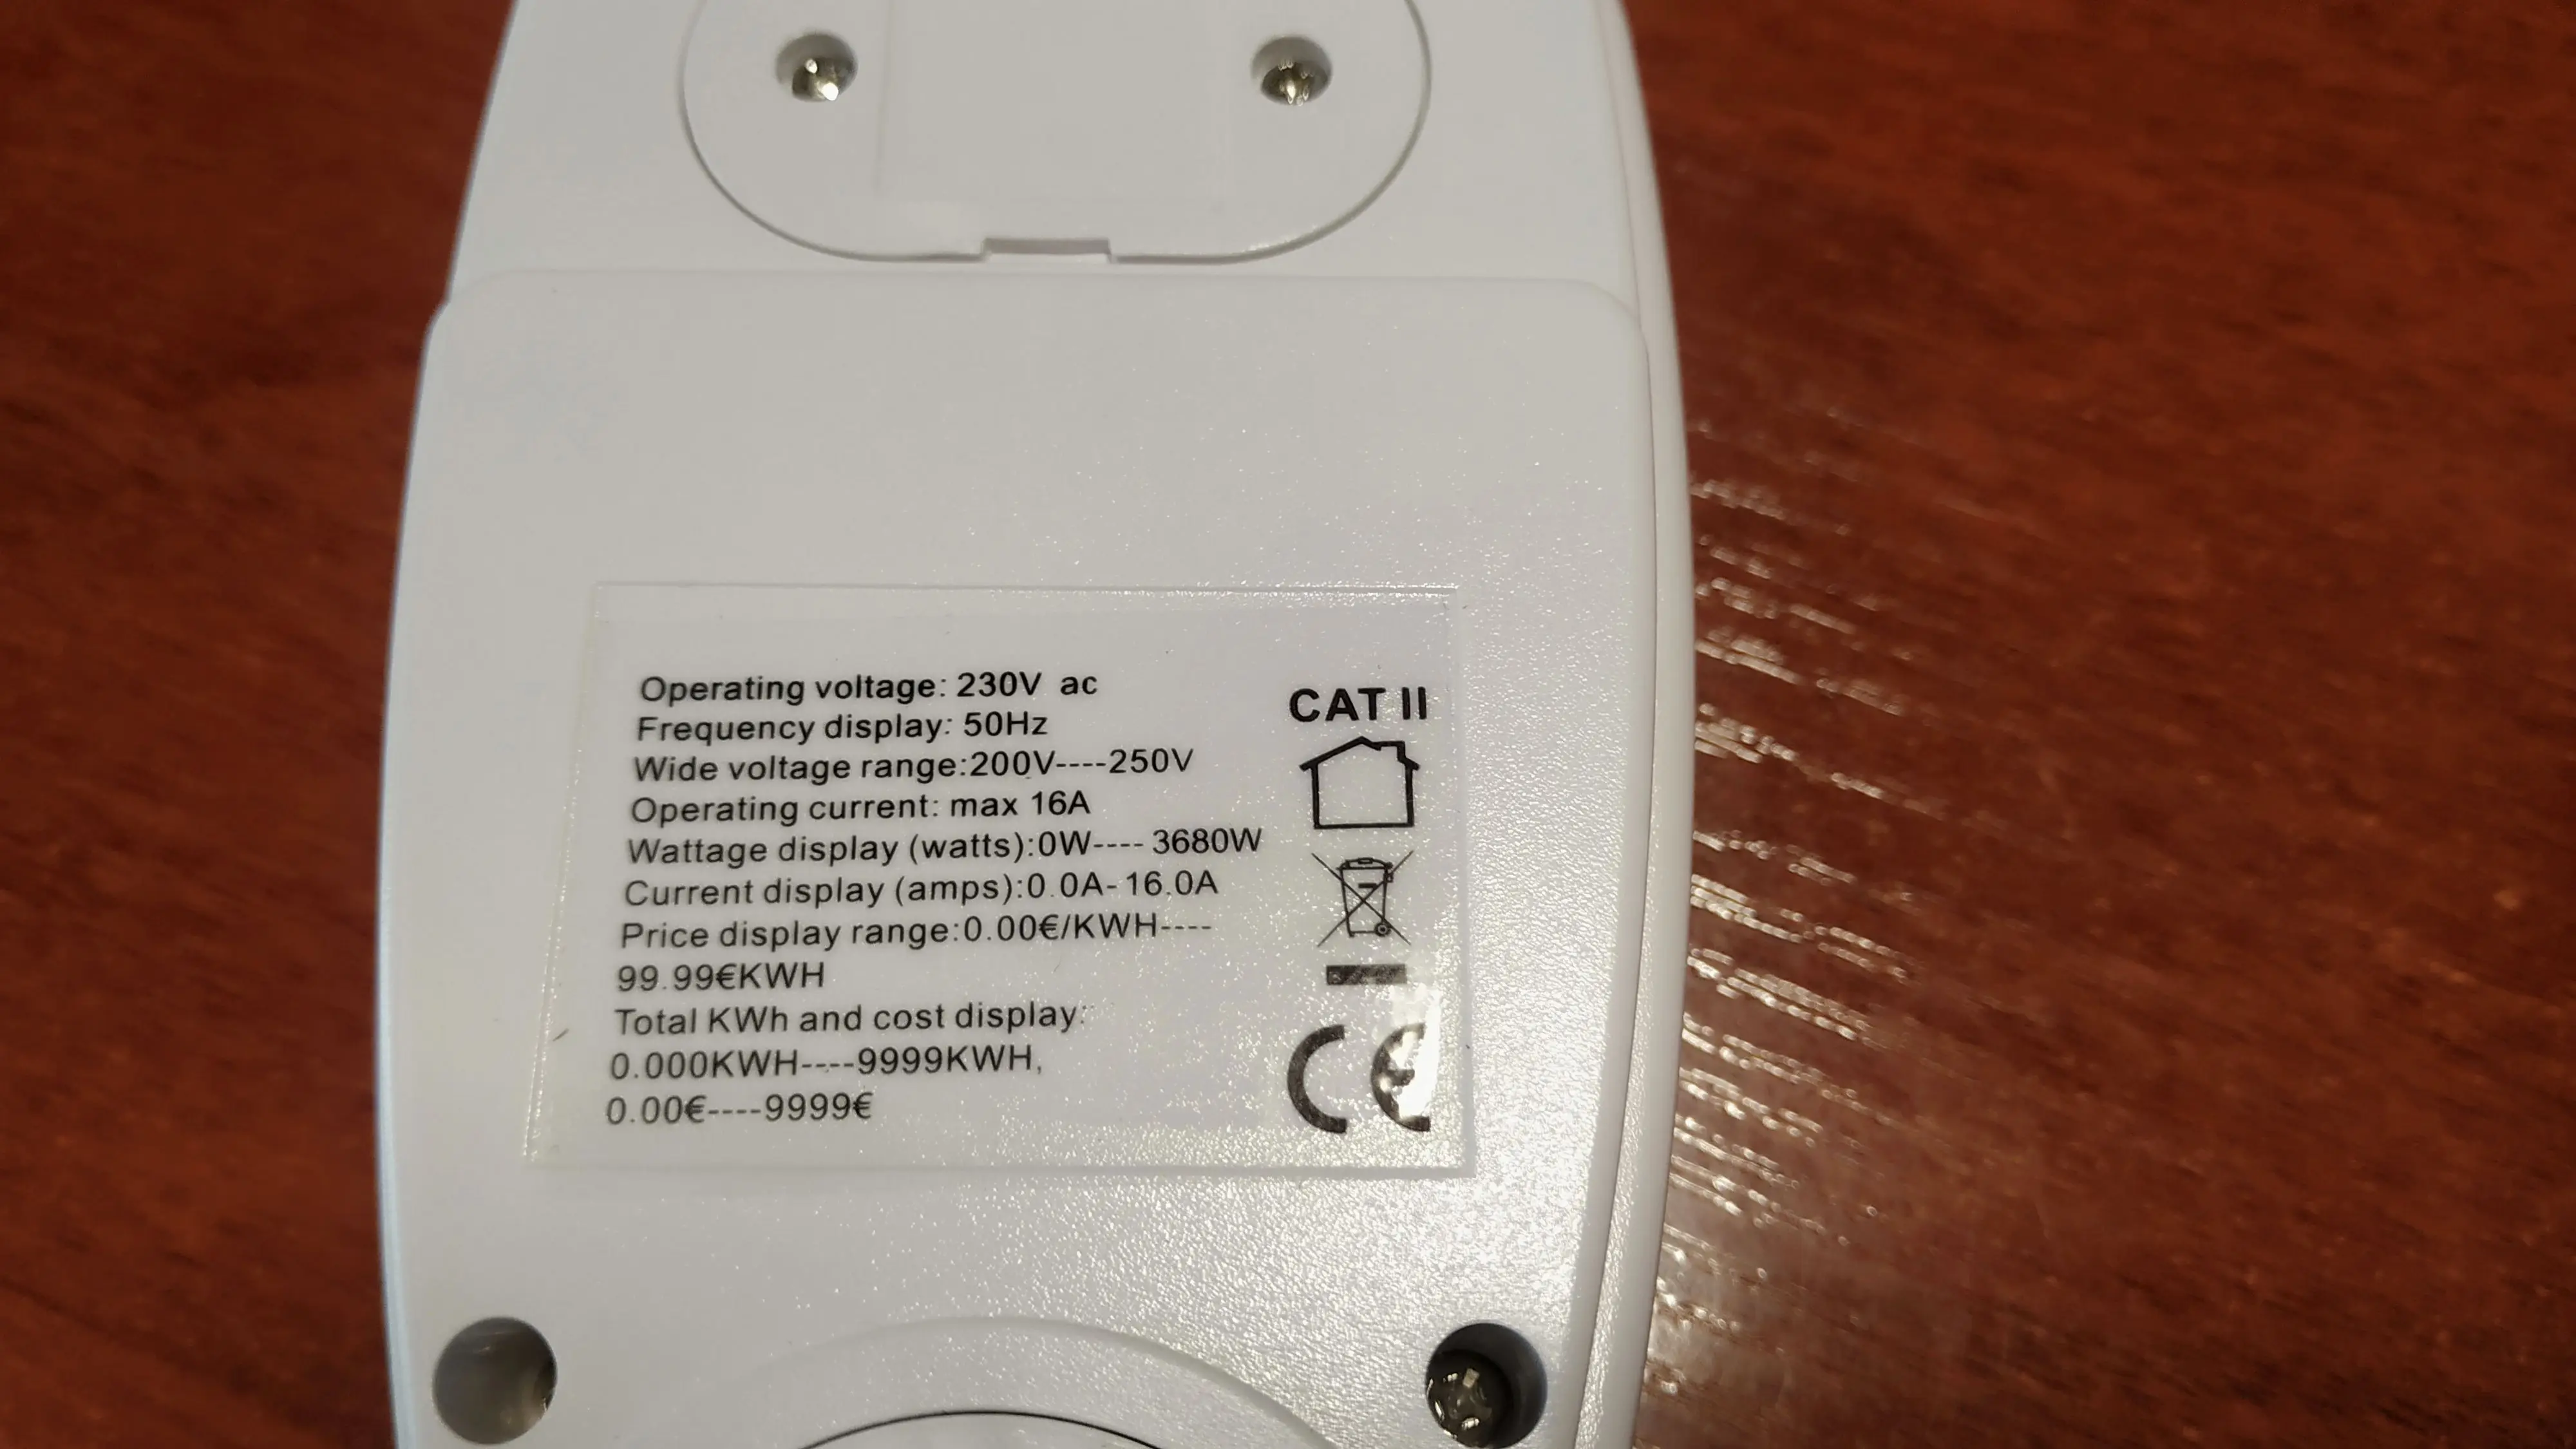 Operating voltage: 230V ac
Frequency display: 50Hz
Wide voltage range:200V----250V
Operating current: max 16A
Wattage display (watts):0W---- 3680W
Current display (amps):0.0A- 16.0A
Price display range:0.00€/KWH----
99.99€KWH
Total KWh and cost display:
0.000KWH----9999KWH,
0.00€----9999€
CAT II
CE